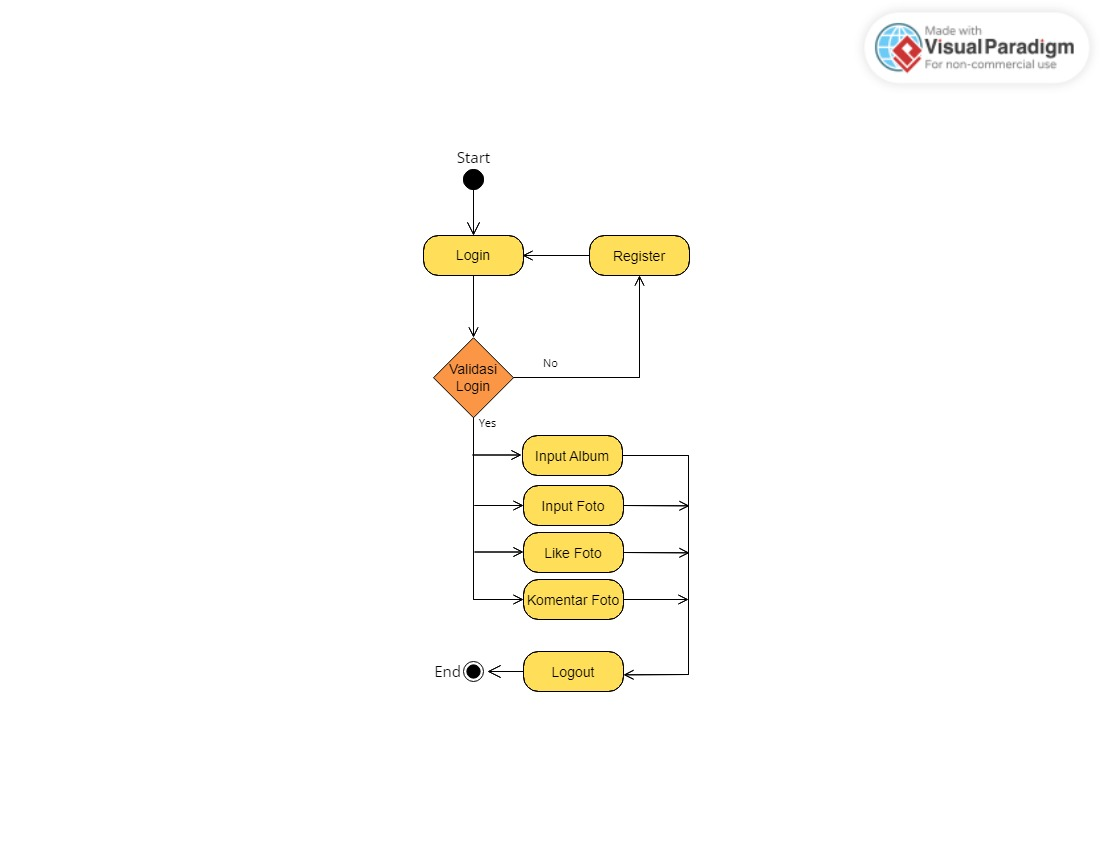 Made with
Visual Paradigm
For non-commercial use
Start
Login
Register
Validasi
Login
No
Yes
Input Album
Input Foto
Like Foto
Komentar Foto
End
Logout